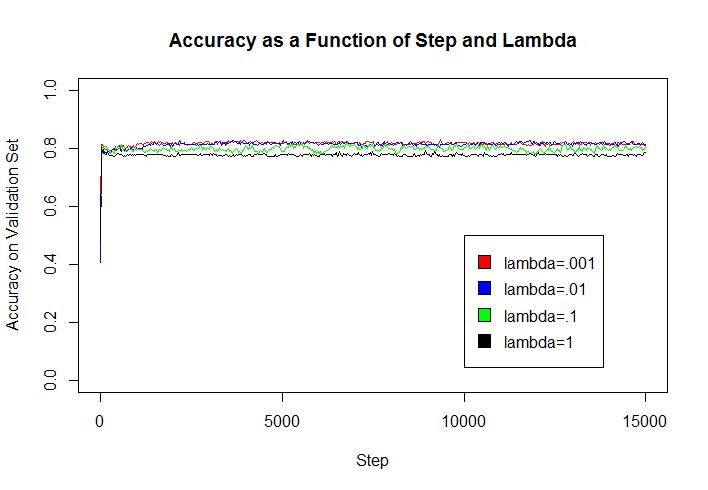 Accuracy as a Function of Step and Lambda
Accuracy on Validation Set
1.0
0.8
0.6
0.4
0.2
0.0
lambda=.001
lambda=.01
lambda=.1
lambda=1
0 5000 10000 15000
Step